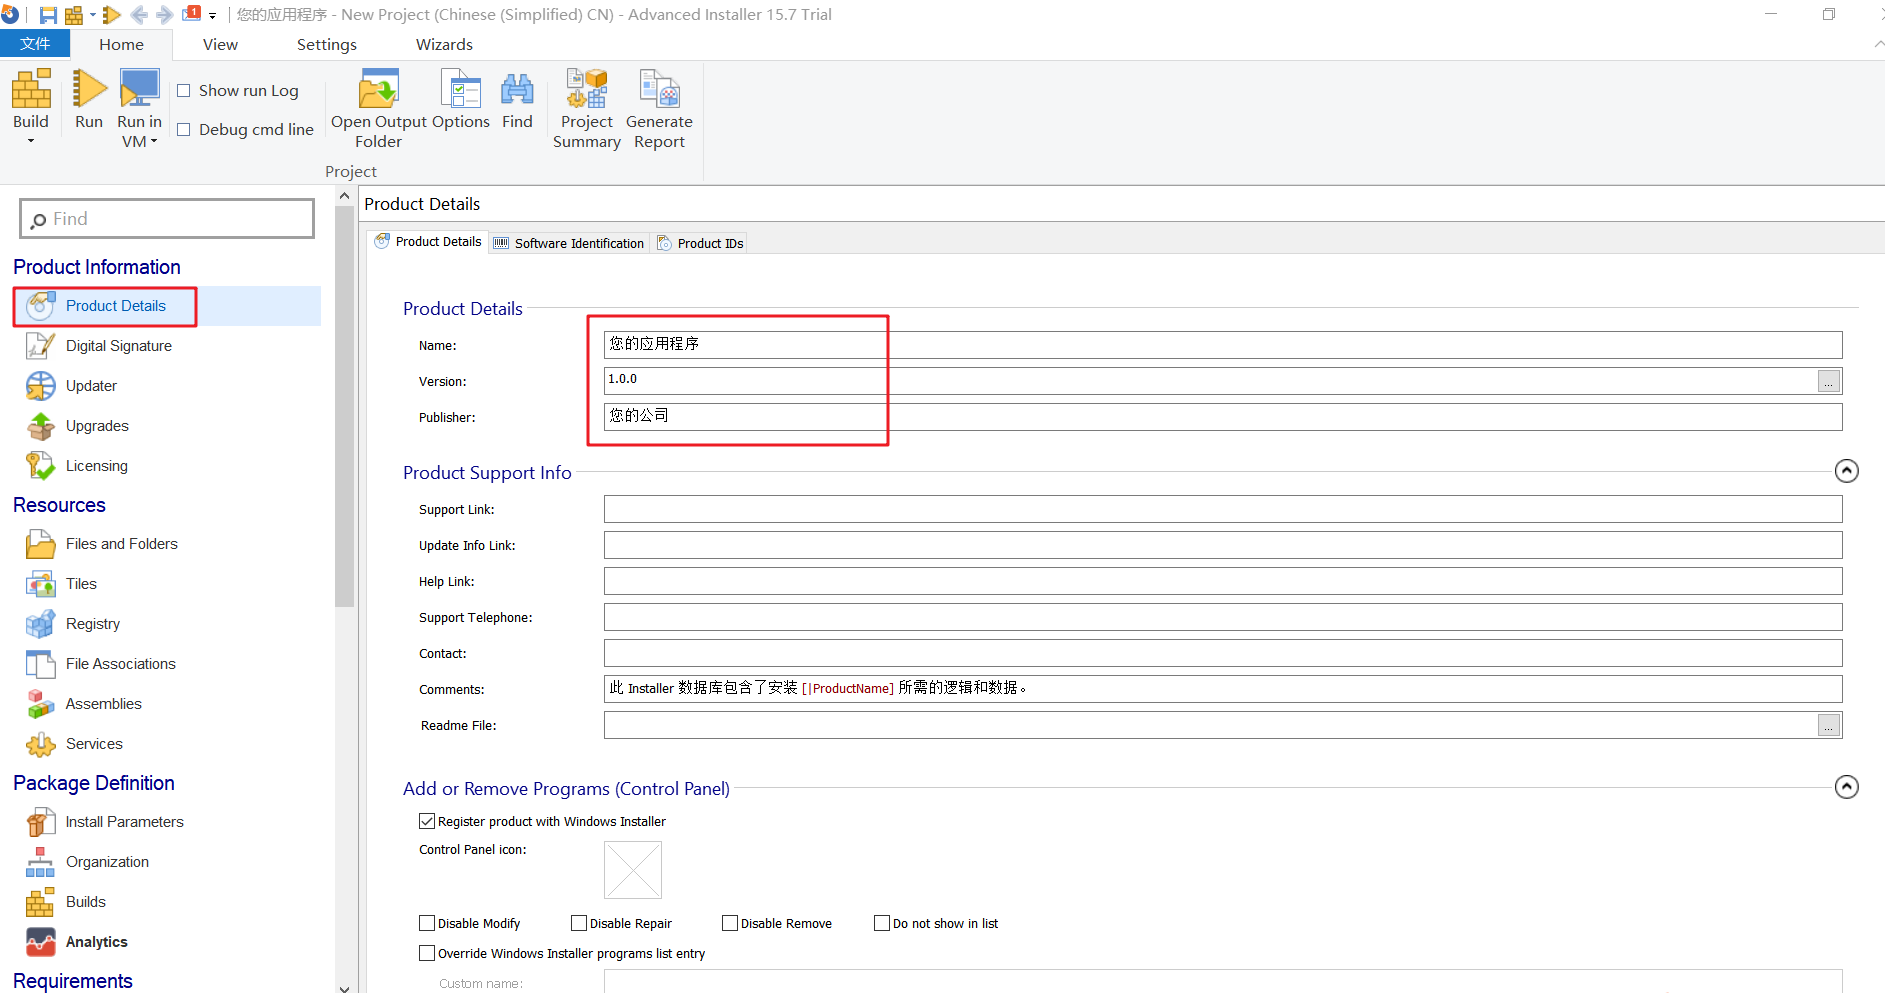 1 您的应用程序 - New Project (Chinese (Simplified) CN) - Advanced Installer 15.7 Trial
文件 Home View Settings Wizards
Build
Run
Run in
VM
Show run Log
Debug cmd line
Open Output
Folder
Options
Find
Project
Summary
Generate
Report
Project
Find
Product Information
Product Details
Digital Signature
Updater
Upgrades
Licensing
Resources
Files and Folders
Tiles
Registry
File Associations
Assemblies
Services
Package Definition
Install Parameters
Organization
Builds
Analytics
Requirements
Product Details
Product Details Software Identification Product IDs
Product Details
Name: 您的应用程序
Version: 1.0.0 ...
Publisher: 您的公司
Product Support Info
Support Link:
Update Info Link:
Help Link:
Support Telephone:
Contact:
Comments: 此 Installer 数据库包含了安装 [|ProductName] 所需的逻辑和数据。
Readme File: ...
Add or Remove Programs (Control Panel)
Register product with Windows Installer
Control Panel icon:
Disable Modify Disable Repair Disable Remove Do not show in list
Override Windows Installer programs list entry
Custom name: